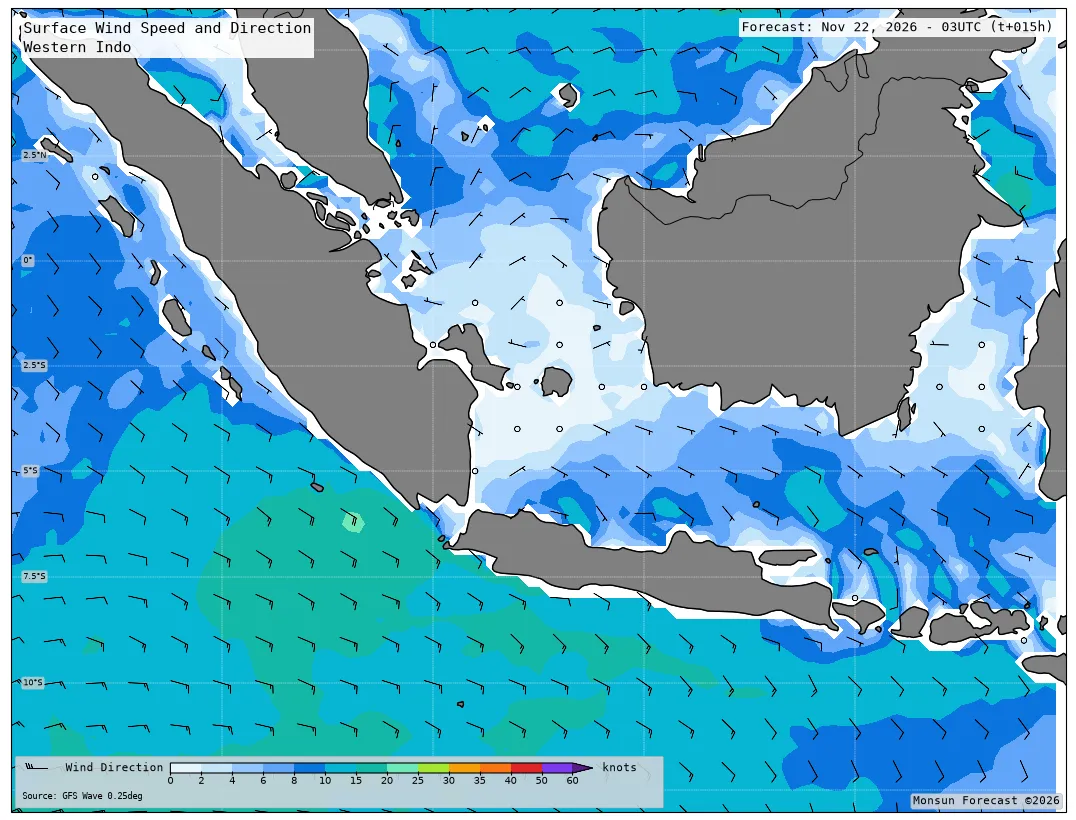 Surface Wind Speed and Direction
Western Indo
Forecast: Nov 22, 2026 - 03UTC (t+015h)
2.5°N
0°
2.5°S
5°S
7.5°S
10°S
Wind Direction
0 2 4 6 8 10 15 20 25 30 35 40 50 60
knots
Source: GFS Wave 0.25deg
Monsun Forecast ©2026